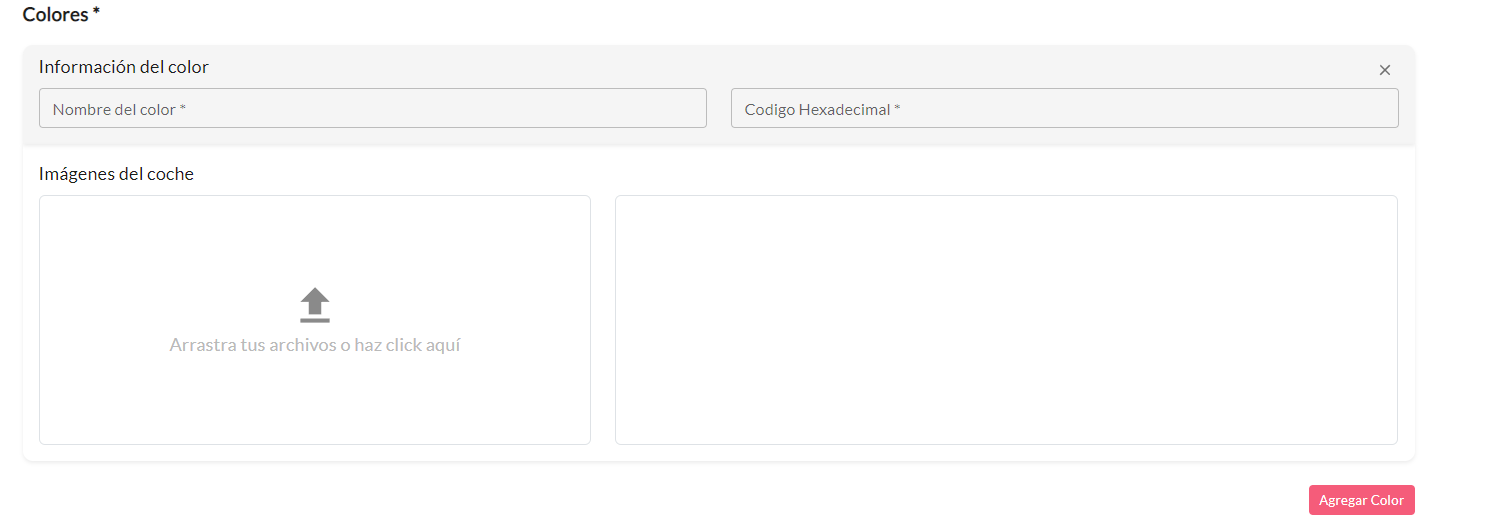 Colores *
Información del color
Nombre del color *
Codigo Hexadecimal *
Imágenes del coche
Arrastra tus archivos o haz click aquí
Agregar Color